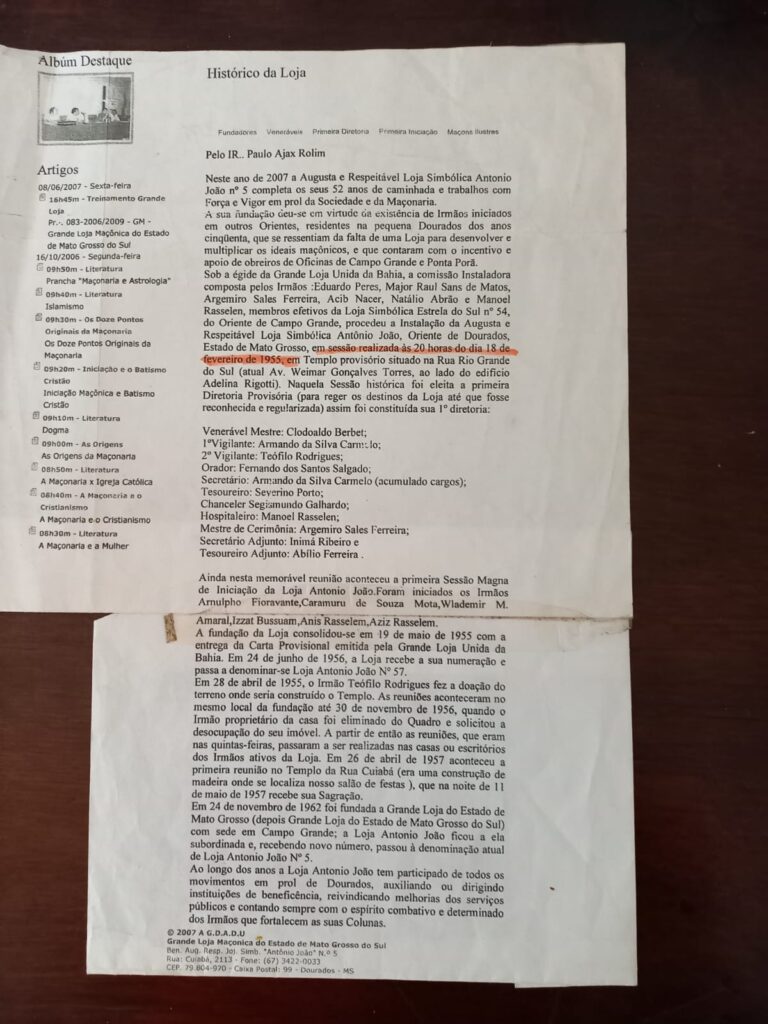 Albúm Destaque
Artigos
08/06/2007 - Sexta-feira
16h45m - Treinamento Grande
Loja
Pr.-. 083-2006/2009 - GM -
Grande Loja Maçônica do Estado
de Mato Grosso do Sul
16/10/2006 - Segunda-feira
09h50m - Literatura
Prancha "Maçonaria e Astrologia"
09h40m - Literatura
Islamismo
09h30m - Os Doze Pontos
Originais da Maçonaria
Os Doze Pontos Originais da
Maçonaria
09h20m - Iniciação e o Batismo
Cristão
Iniciação Maçônica e Batismo
Cristão
09h10m - Literatura
Dogma
09h00m - As Origens
As Origens da Maçonaria
08h50m - Literatura
A Maçonaria x Igreja Católica
08h40m - A Maçonaria e o
Cristianismo
A Maçonaria e o Cristianismo
08h30m - Literatura
A Maçonaria e a Mulher
Histórico da Loja
Fundadores Veneráveis Primeira Diretoria Primeira Iniciação Maçons Ilustres
Pelo IR.. Paulo Ajax Rolim
Neste ano de 2007 a Augusta e Respeitável Loja Simbólica Antonio
João nº 5 completa os seus 52 anos de caminhada e trabalhos com
Força e Vigor em prol da Sociedade e da Maçonaria.
A sua fundação deu-se em virtude da existência de Irmãos iniciados
em outros Orientes, residentes na pequena Dourados dos anos
cinqüenta, que se ressentiam da falta de uma Loja para desenvolver e
multiplicar os ideais maçônicos, e que contaram com o incentivo e
apoio de obreiros de Oficinas de Campo Grande e Ponta Porã.
Sob a égide da Grande Loja Unida da Bahia, a comissão Instaladora
composta pelos Irmãos :Eduardo Peres, Major Raul Sans de Matos,
Argemiro Sales Ferreira, Acib Nacer, Natálio Abrão e Manoel
Rasselen, membros efetivos da Loja Simbólica Estrela do Sul nº 54,
do Oriente de Campo Grande, procedeu a Instalação da Augusta e
Respeitável Loja Simbólica Antônio João, Oriente de Dourados,
Estado de Mato Grosso, em sessão realizada às 20 horas do dia 18 de
fevereiro de 1955, em Templo provisório situado na Rua Rio Grande
do Sul (atual Av. Weimar Gonçalves Torres, ao lado do edificio
Adelina Rigotti). Naquela Sessão histórica foi eleita a primeira
Diretoria Provisória (para reger os destinos da Loja até que fosse
reconhecida e regularizada) assim foi constituída sua 1º diretoria:
Venerável Mestre: Clodoaldo Berbet;
1ºVigilante: Armando da Silva Carmelo;
2º Vigilante: Teófilo Rodrigues;
Orador: Fernando dos Santos Salgado;
Secretário: Armando da Silva Carmelo (acumulado cargos);
Tesoureiro: Severino Porto;
Chanceler Segismundo Galhardo;
Hospitaleiro: Manoel Rasselen;
Mestre de Cerimônia: Argemiro Sales Ferreira;
Secretário Adjunto: Inimá Ribeiro e
Tesoureiro Adjunto: Abílio Ferreira .
Ainda nesta memorável reunião aconteceu a primeira Sessão Magna
de Iniciação da Loja Antonio João.Foram iniciados os Irmãos
Arnulpho Fioravante,Caramuru de Souza Mota,Wlademir M.
Amaral,Izzat Bussuam,Anis Rasselem,Aziz Rasselem.
A fundação da Loja consolidou-se em 19 de maio de 1955 com a
entrega da Carta Provisional emitida pela Grande Loja Unida da
Bahia. Em 24 de junho de 1956, a Loja recebe a sua numeração e
passa a denominar-se Loja Antonio João Nº 57.
Em 28 de abril de 1955, o Irmão Teófilo Rodrigues fez a doação do
terreno onde seria construído o Templo. As reuniões aconteceram no
mesmo local da fundação até 30 de novembro de 1956, quando o
Irmão proprietário da casa foi eliminado do Quadro e solicitou a
desocupação do seu imóvel. A partir de então as reuniões, que eram
nas quintas-feiras, passaram a ser realizadas nas casas ou escritórios
dos Irmãos ativos da Loja. Em 26 de abril de 1957 aconteceu a
primeira reunião no Templo da Rua Cuiabá (era uma construção de
madeira onde se localiza nosso salão de festas ), que na noite de 11
de maio de 1957 recebe sua Sagração.
Em 24 de novembro de 1962 foi fundada a Grande Loja do Estado de
Mato Grosso (depois Grande Loja do Estado de Mato Grosso do Sul)
com sede em Campo Grande; a Loja Antonio João ficou a ela
subordinada e, recebendo novo número, passou à denominação atual
de Loja Antonio João Nº 5.
Ao longo dos anos a Loja Antonio João tem participado de todos os
movimentos em prol de Dourados, auxiliando ou dirigindo
instituições de beneficência, reivindicando melhorias dos serviços
públicos e contando sempre com o espírito combativo e determinado
dos Irmãos que fortalecem as suas Colunas.
© 2007 A G.D.A.D.U
Grande Loja Maçonica do Estado de Mato Grosso do Sul
Ben. Aug. Resp. Loj. Simb. "Antônio João" N.º 5
Rua: Cuiabá, 2113 - Fone: (67) 3422-0033
CEP. 79.804-970 - Caixa Postal: 99 - Dourados - MS